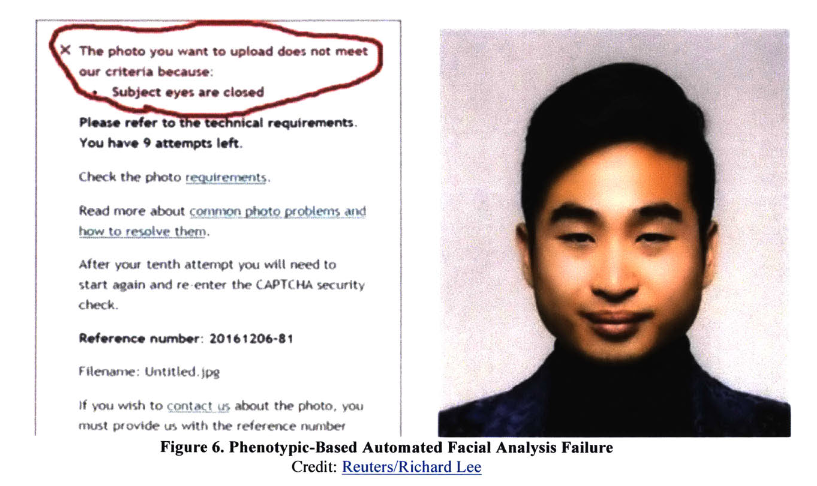 × The photo you want to upload does not meet
our criteria because:
• Subject eyes are closed
Please refer to the technical requirements.
You have 9 attempts left.
Check the photo requirements.
Read more about common photo problems and
how to resolve them.
After your tenth attempt you will need to
start again and re-enter the CAPTCHA security
check.
Reference number: 20161206-81
Filename: Untitled.jpg
If you wish to contact us about the photo, you
must provide us with the reference number
Figure 6. Phenotypic-Based Automated Facial Analysis Failure
Credit: Reuters/Richard Lee